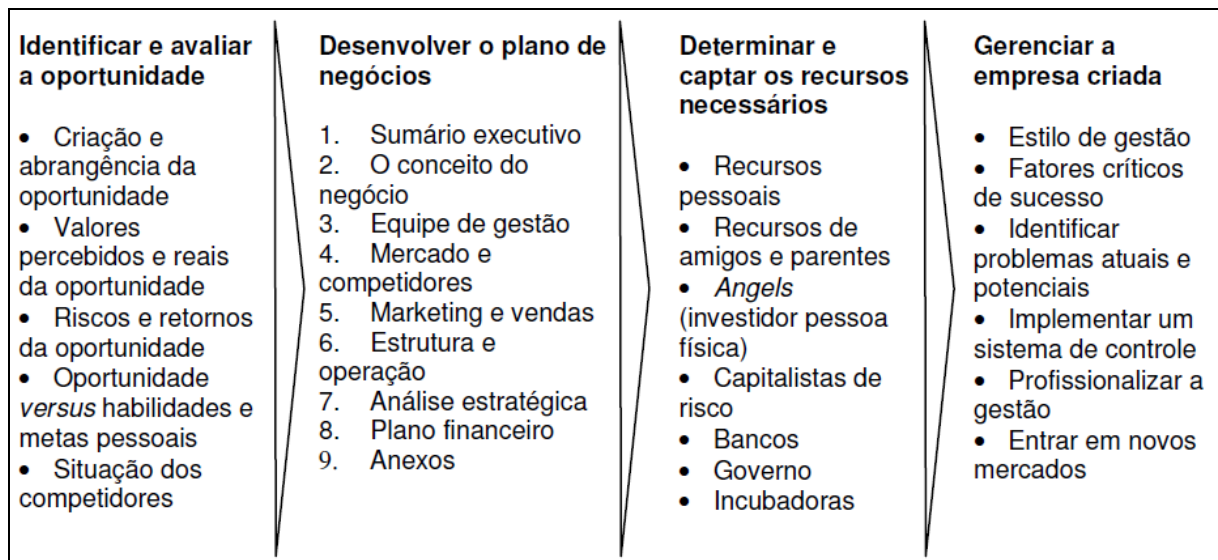 Identificar e avaliar
a oportunidade
• Criação e
abrangência da
oportunidade
• Valores
percebidos e reais
da oportunidade
• Riscos e retornos
da oportunidade
• Oportunidade
versus habilidades e
metas pessoais
• Situação dos
competidores
Desenvolver o plano de
negócios
1. Sumário executivo
2. O conceito do
negócio
3. Equipe de gestão
4. Mercado e
competidores
5. Marketing e vendas
6. Estrutura e
operação
7. Análise estratégica
8. Plano financeiro
9. Anexos
Determinar e
captar os recursos
necessários
• Recursos
pessoais
• Recursos de
amigos e parentes
• Angels
(investidor pessoa
física)
• Capitalistas de
risco
• Bancos
• Governo
• Incubadoras
Gerenciar a
empresa criada
• Estilo de gestão
• Fatores críticos
de sucesso
• Identificar
problemas atuais e
potenciais
• Implementar um
sistema de controle
• Profissionalizar a
gestão
• Entrar em novos
mercados